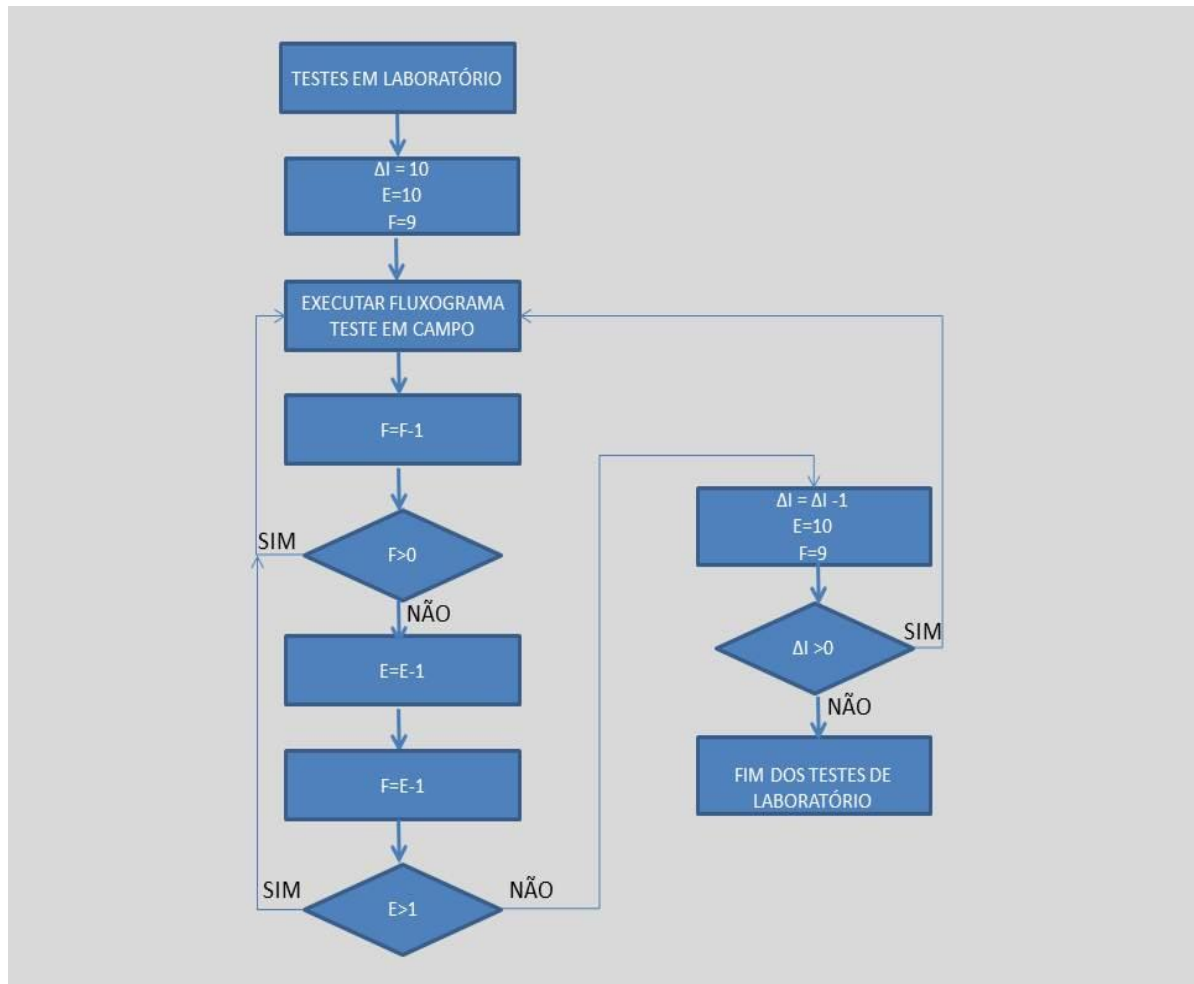 TESTES EM LABORATÓRIO
ΔI = 10
E=10
F=9
EXECUTAR FLUXOGRAMA
TESTE EM CAMPO
F=F-1
F>0
SIM
NÃO
E=E-1
F=E-1
E>1
SIM
NÃO
ΔI = ΔI -1
E=10
F=9
ΔI >0
SIM
NÃO
FIM DOS TESTES DE
LABORATÓRIO